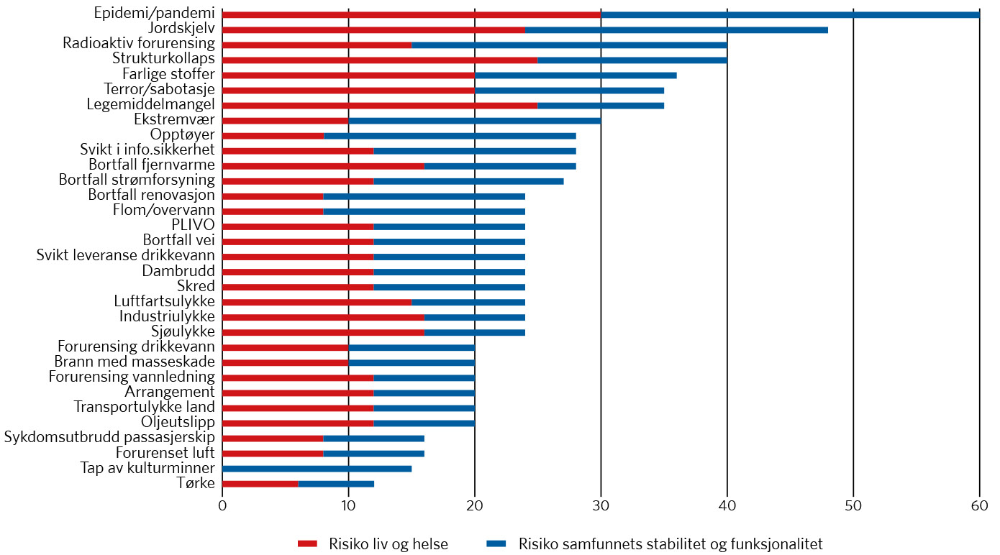 Epidemi/pandemi
Jordskjelv
Radioaktiv forurensing
Strukturkollaps
Farlige stoffer
Terror/sabotasje
Legemiddelmangel
Ekstremvær
Opptøyer
Svikt i info.sikkerhet
Bortfall fjernvarme
Bortfall strømforsyning
Bortfall renovasjon
Flom/overvann
PLIVO
Bortfall vei
Svikt leveranse drikkevann
Dambrudd
Skred
Luftfartsulykke
Industriulykke
Sjøulykke
Forurensing drikkevann
Brann med masseskade
Forurensing vannledning
Arrangement
Transportulykke land
Oljeutslipp
Sykdomsutbrudd passasjerskip
Forurenset luft
Tap av kulturminner
Tørke
0 10 20 30 40 50 60
Risiko liv og helse Risiko samfunnets stabilitet og funksjonalitet